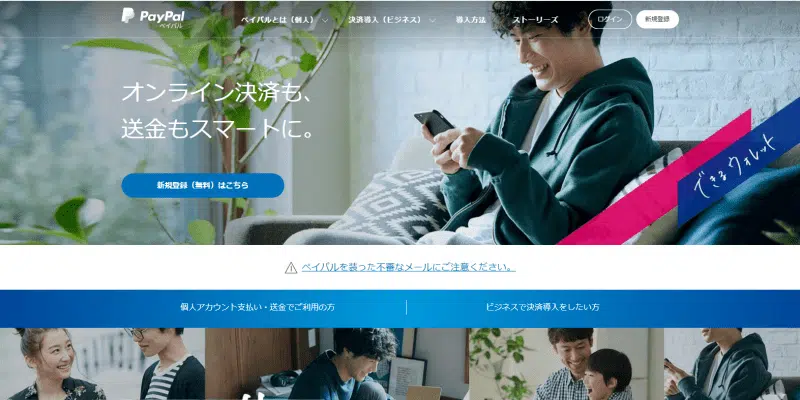 PayPal
ペイパル
ペイパルとは（個人）
決済導入（ビジネス）
導入方法
ストーリーズ
ログイン
新規登録
オンライン決済も、
送金もスマートに。
新規登録（無料）はこちら
できるウォレット
ペイパルを装った不審なメールにご注意ください。
個人アカウント支払い・送金でご利用の方
ビジネスで決済導入をしたい方